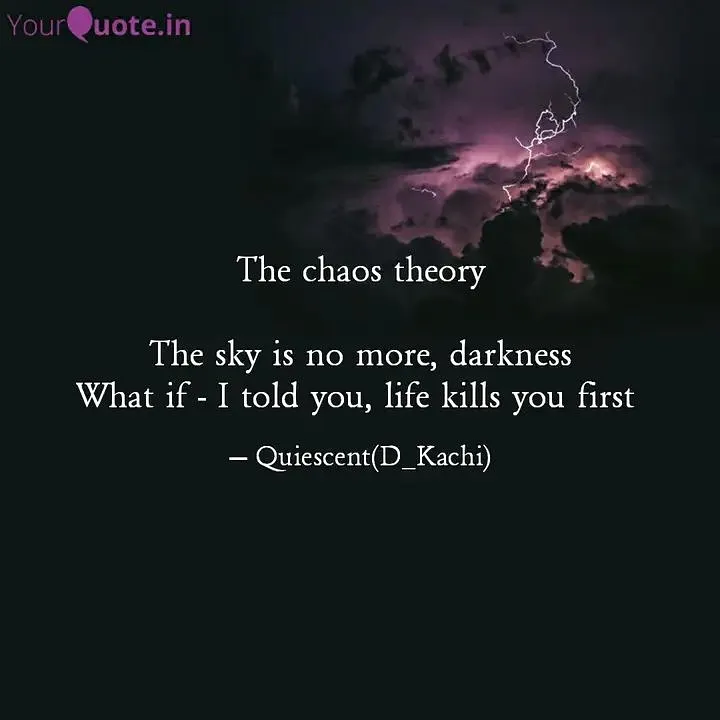 YourQuote.in
The chaos theory
The sky is no more, darkness
What if - I told you, life kills you first
— Quiescent(D_Kachi)